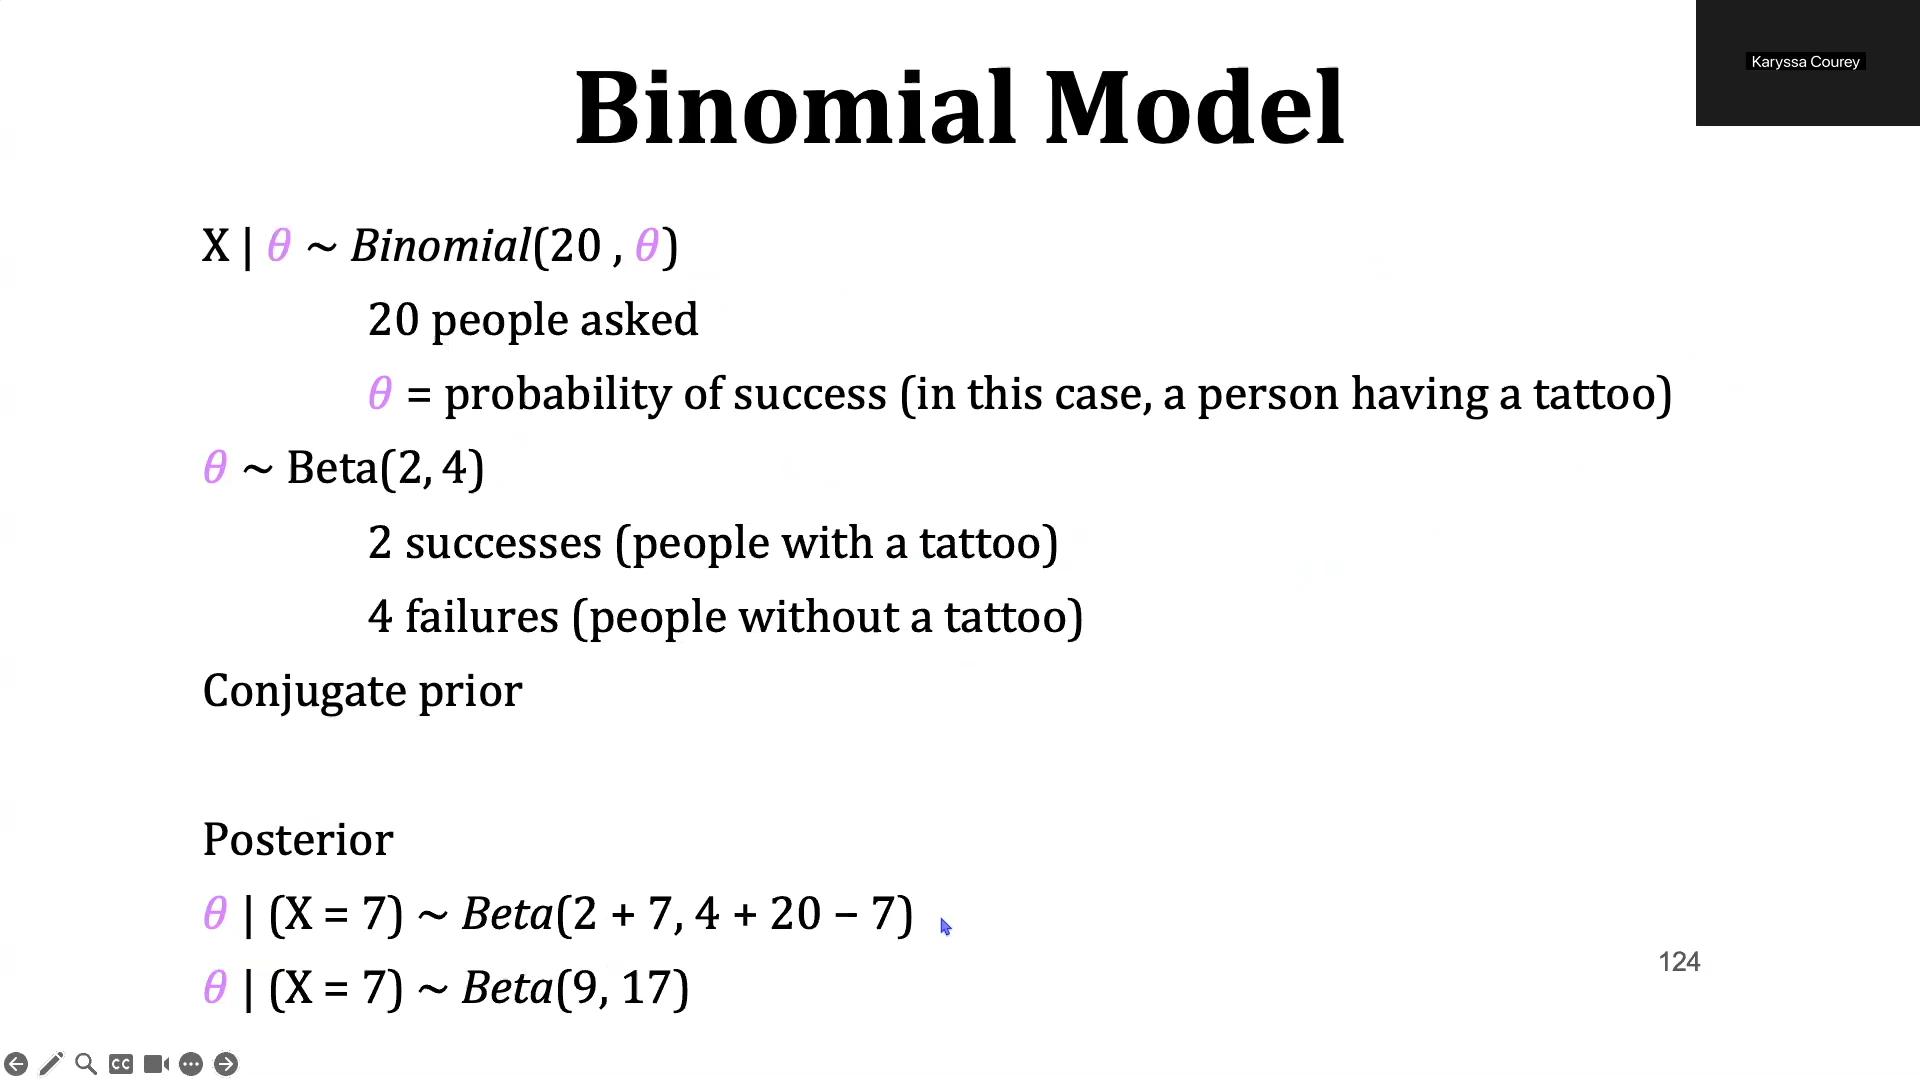 Karyssa Courey
Binomial Model
X | θ ~ Binomial(20 , θ)
20 people asked
θ = probability of success (in this case, a person having a tattoo)
θ ~ Beta(2, 4)
2 successes (people with a tattoo)
4 failures (people without a tattoo)
Conjugate prior
Posterior
θ | (X = 7) ~ Beta(2 + 7, 4 + 20 − 7)
θ | (X = 7) ~ Beta(9, 17)
124
CC